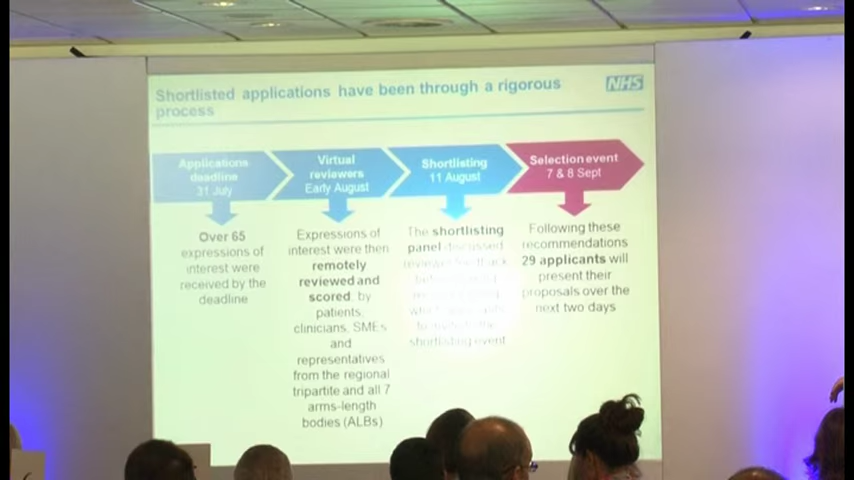 Shortlisted applications have been through a rigorous
process
NHS
Applications
deadline
31 July
Virtual
reviewers
Early August
Shortlisting
11 August
Selection event
7 & 8 Sept
Over 65
expressions of
interest were
received by the
deadline
Expressions of
interest were then
remotely
reviewed and
scored, by
patients,
clinicians, SMEs
and
representatives
from the regional
tripartite and all 7
arms-length
bodies (ALBs)
The shortlisting
panel discussed
shortlisting event
Following these
recommendations
29 applicants will
present their
proposals over the
next two days